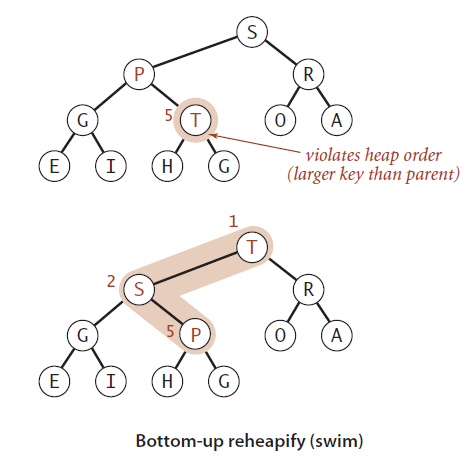 S
P R
G 5 T O A
violates heap order
E I H G (larger key than parent)
1
T
2
S R
G 5 P O A
E I H G
Bottom-up reheapify (swim)